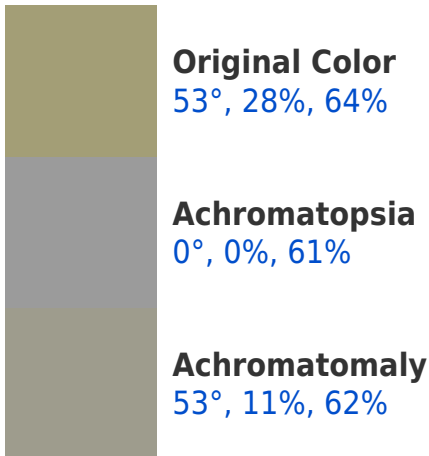 Original Color
53°, 28%, 64%
Achromatopsia
0°, 0%, 61%
Achromatomaly
53°, 11%, 62%